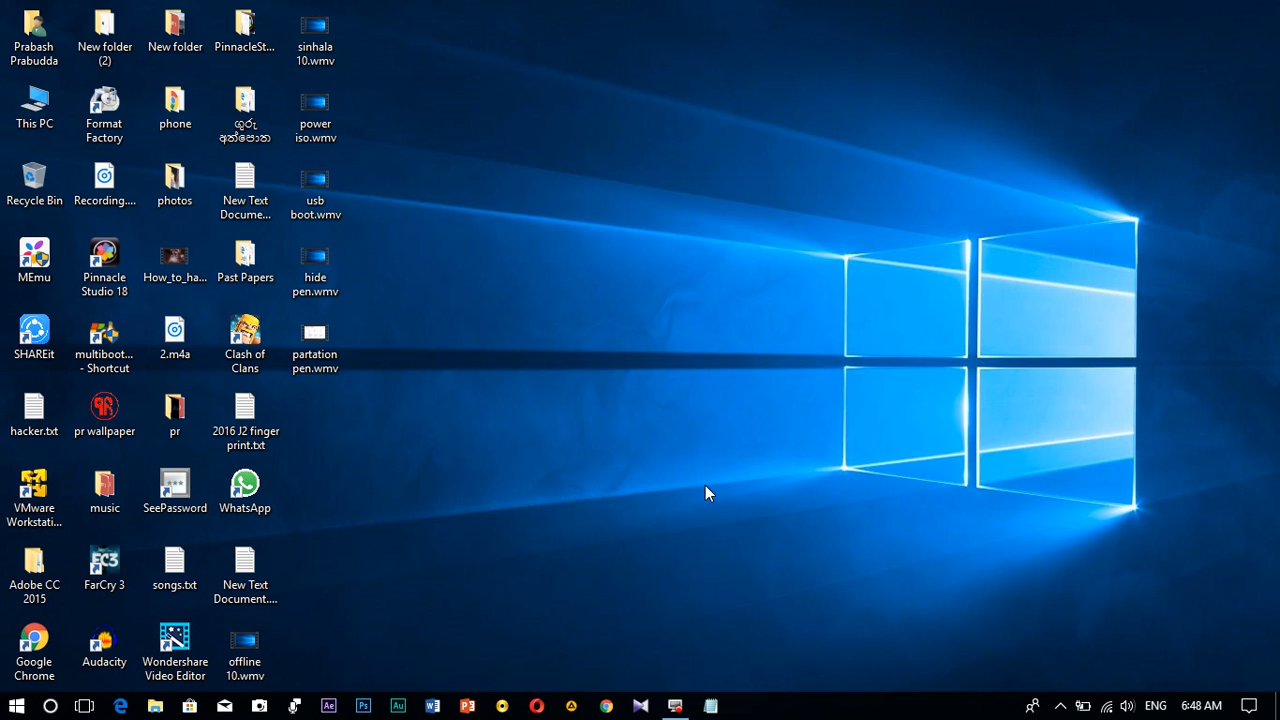 Prabash
Prabudda
New folder
(2)
New folder
PinnacleSt...
sinhala
10.wmv
This PC
Format
Factory
phone
ගුරු
අත්පොත
power
iso.wmv
Recycle Bin
Recording....
photos
New Text
Docume...
usb
boot.wmv
MEmu
Pinnacle
Studio 18
How_to_ha...
Past Papers
hide
pen.wmv
SHAREit
multiboot...
- Shortcut
2.m4a
Clash of
Clans
partation
pen.wmv
hacker.txt
pr wallpaper
pr
2016 J2 finger
print.txt
VMware
Workstati...
music
SeePassword
WhatsApp
Adobe CC
2015
FarCry 3
songs.txt
New Text
Document....
Google
Chrome
Audacity
Wondershare
Video Editor
offline
10.wmv
Ae
Ps
Au
ENG
6:48 AM